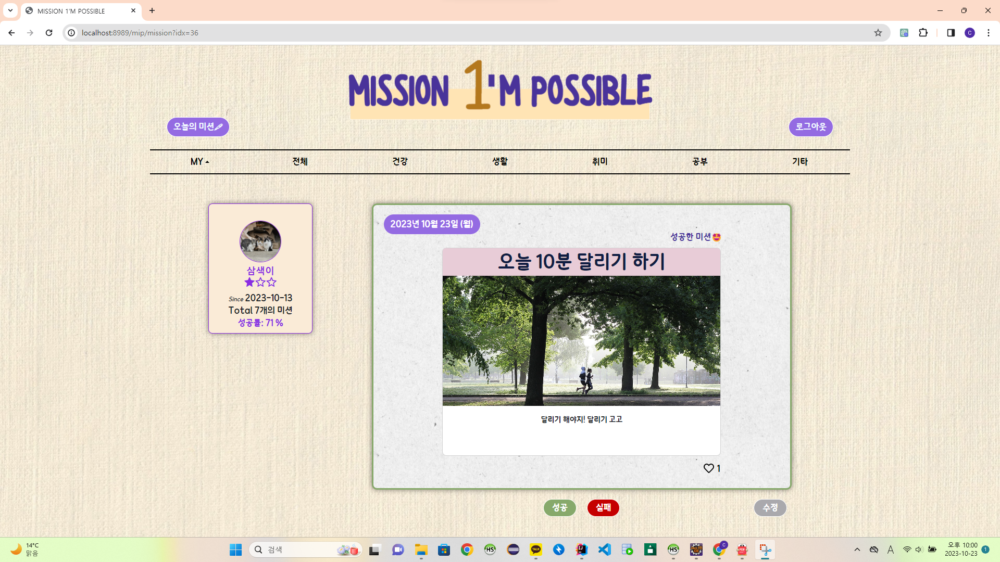 MISSION 1'M POSSIBLE
localhost:8989/mip/mission?idx=36
C
MISSION 1'M POSSIBLE
오늘의 미션
로그아웃
MY 전체 건강 생활 취미 공부 기타
삼색이
Since 2023-10-13
Total 7개의 미션
성공률: 71 %
2023년 10월 23일 (월)
성공한 미션
오늘 10분 달리기 하기
달리기 해야지! 달리기 고고
1
성공 실패 수정
14°C
맑음
검색
HS
TALK
IJ
HS
C
PDF
A
오후 10:00
2023-10-23
1